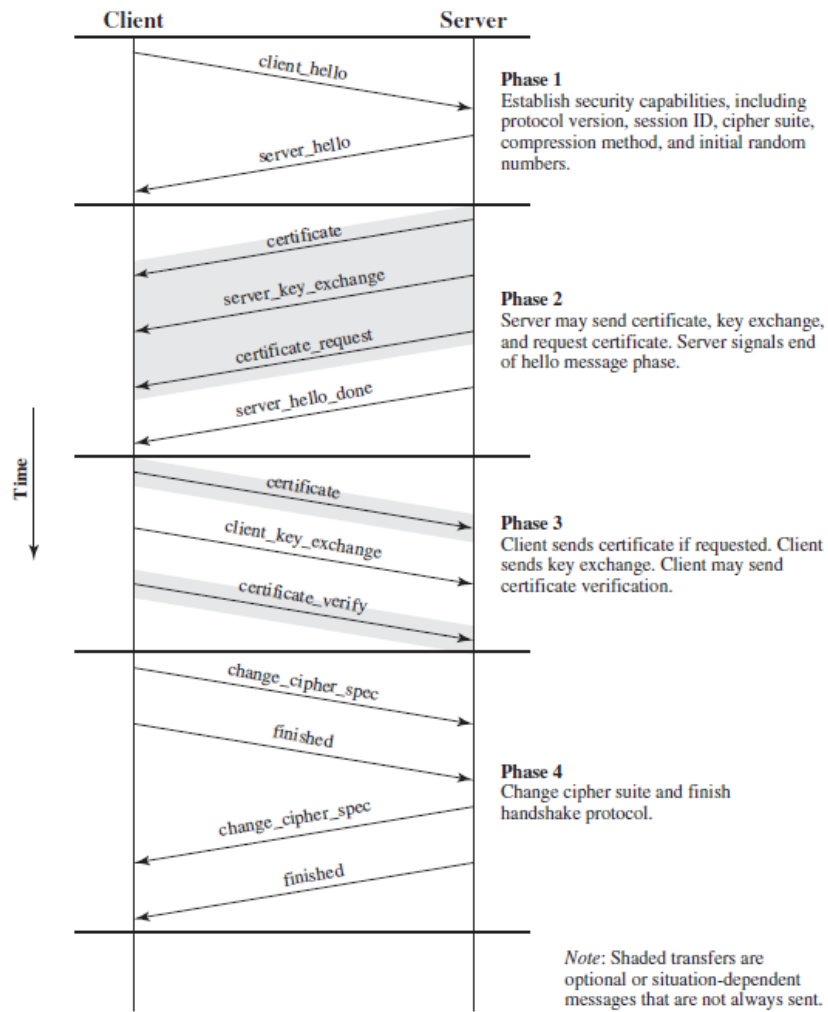 Client
Server
client_hello
server_hello
Phase 1
Establish security capabilities, including
protocol version, session ID, cipher suite,
compression method, and initial random
numbers.
certificate
server_key_exchange
certificate_request
server_hello_done
Phase 2
Server may send certificate, key exchange,
and request certificate. Server signals end
of hello message phase.
Time
certificate
client_key_exchange
certificate_verify
Phase 3
Client sends certificate if requested. Client
sends key exchange. Client may send
certificate verification.
change_cipher_spec
finished
change_cipher_spec
finished
Phase 4
Change cipher suite and finish
handshake protocol.
Note: Shaded transfers are
optional or situation-dependent
messages that are not always sent.